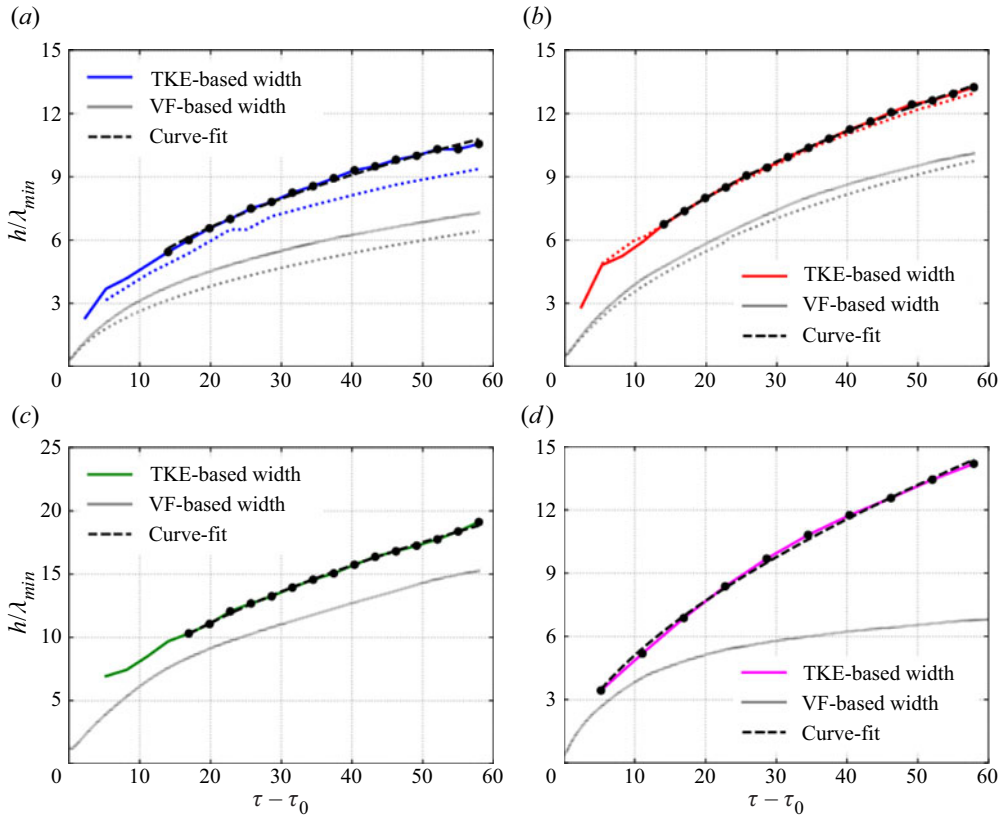 (a)
15
12
9
6
3
0
h/λmin
TKE-based width
VF-based width
Curve-fit
10 20 30 40 50 60
(b)
15
12
9
6
3
0
TKE-based width
VF-based width
Curve-fit
10 20 30 40 50 60
(c)
25
20
15
10
5
0
h/λmin
TKE-based width
VF-based width
Curve-fit
10 20 30 40 50 60
τ – τ0
(d)
15
12
9
6
3
0
TKE-based width
VF-based width
Curve-fit
10 20 30 40 50 60
τ – τ0